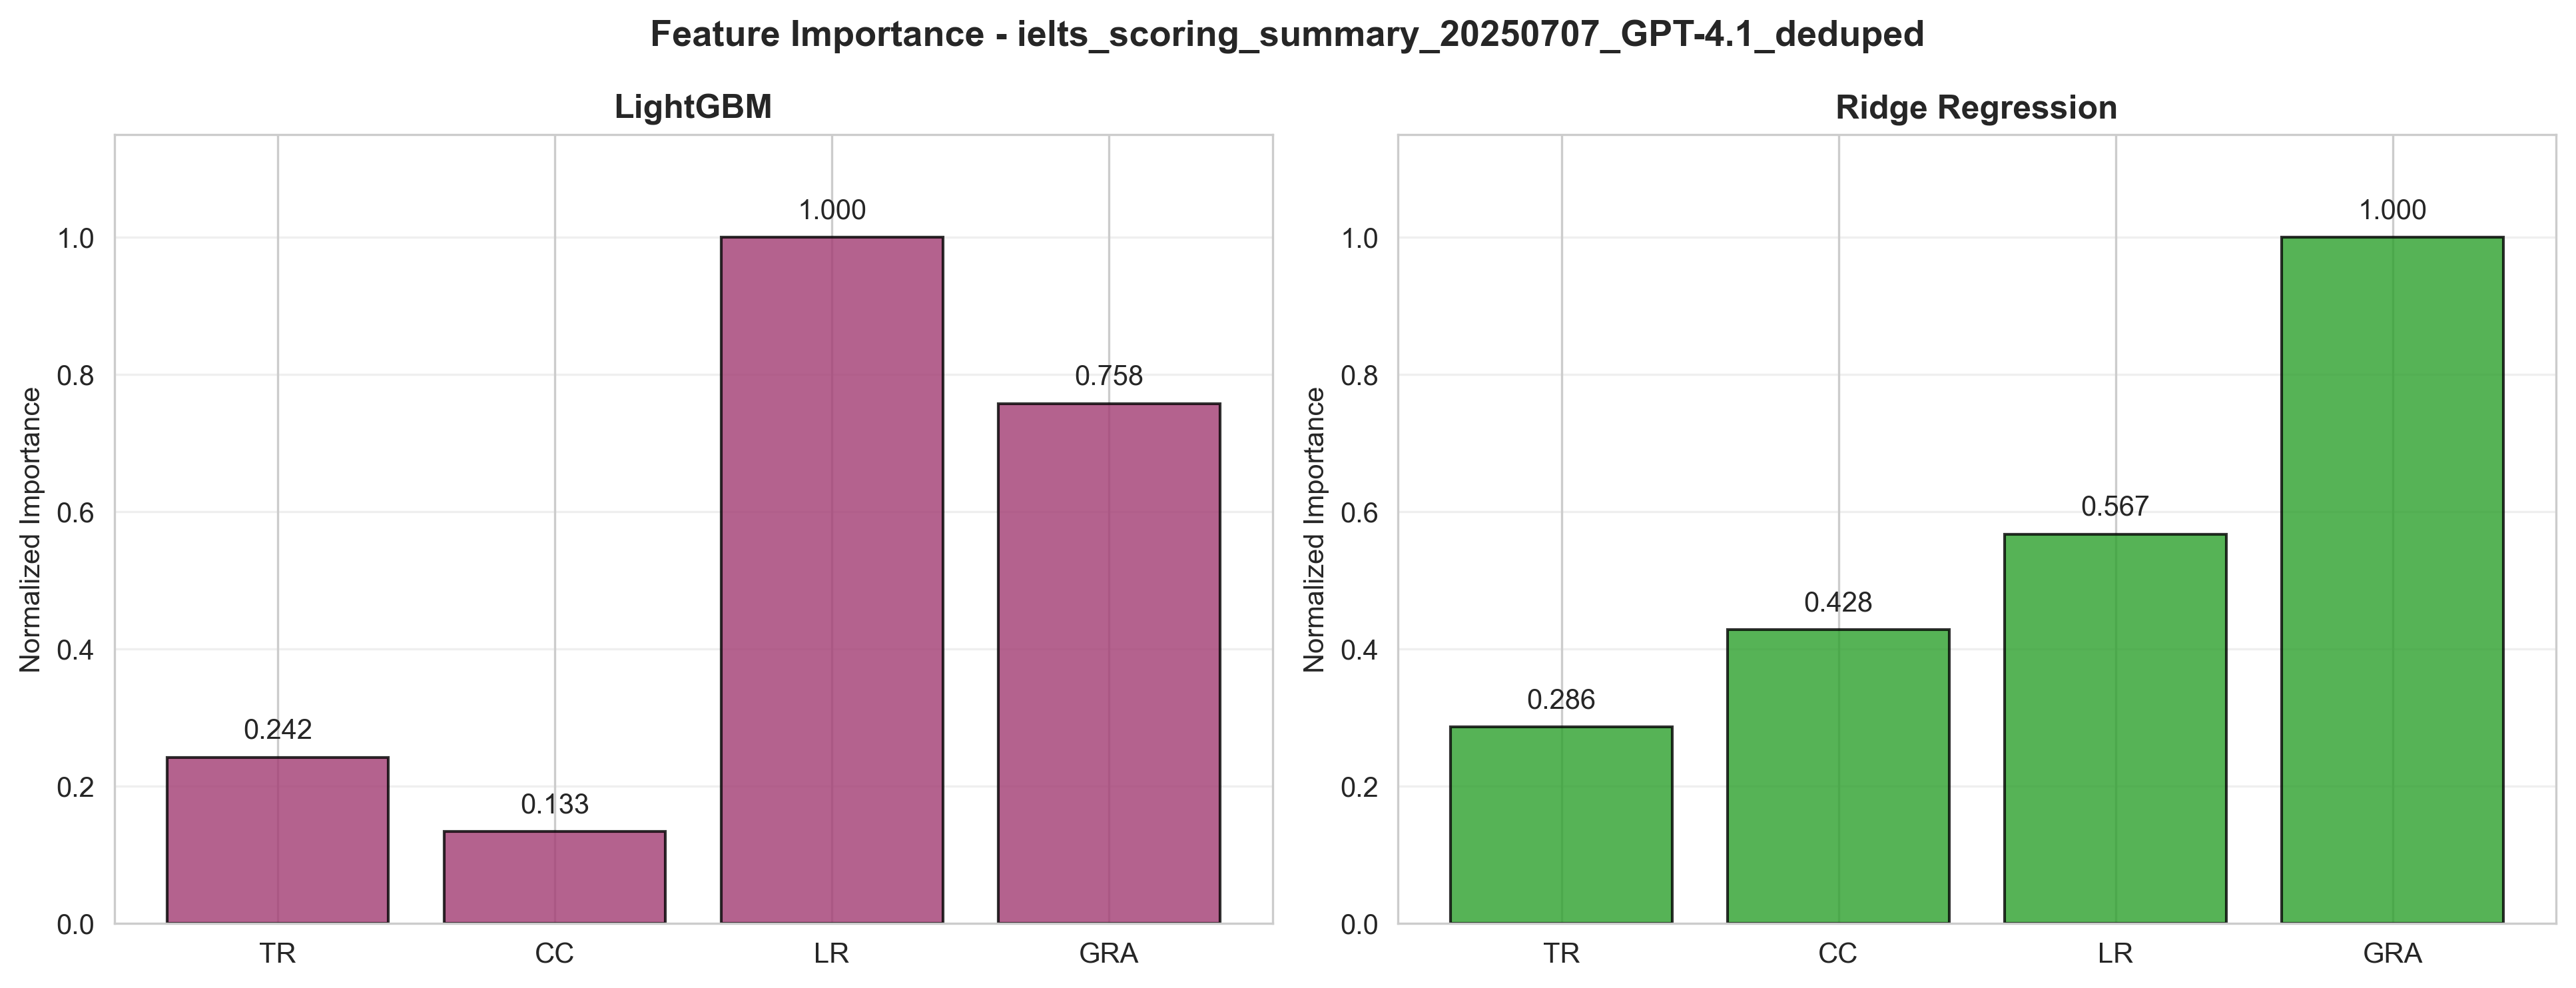 Feature Importance - ielts_scoring_summary_20250707_GPT-4.1_deduped
LightGBM
Normalized Importance
1.0
0.8
0.6
0.4
0.2
0.0
0.242
0.133
1.000
0.758
TR CC LR GRA
Ridge Regression
Normalized Importance
1.0
0.8
0.6
0.4
0.2
0.0
0.286
0.428
0.567
1.000
TR CC LR GRA